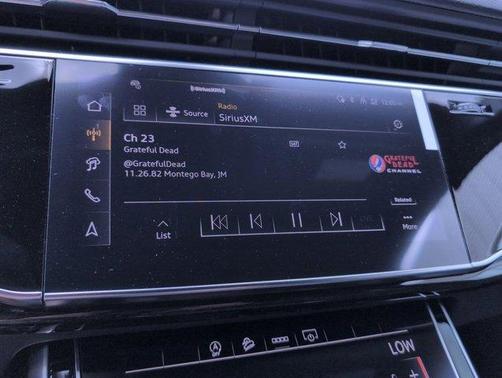 ((SiriusXM))
Radio
Source
SiriusXM
Ch 23
Grateful Dead
@GratefulDead
11.26.82 Montego Bay, JM
GRATEFUL
DEAD
CHANNEL
Related
List
More
LOW